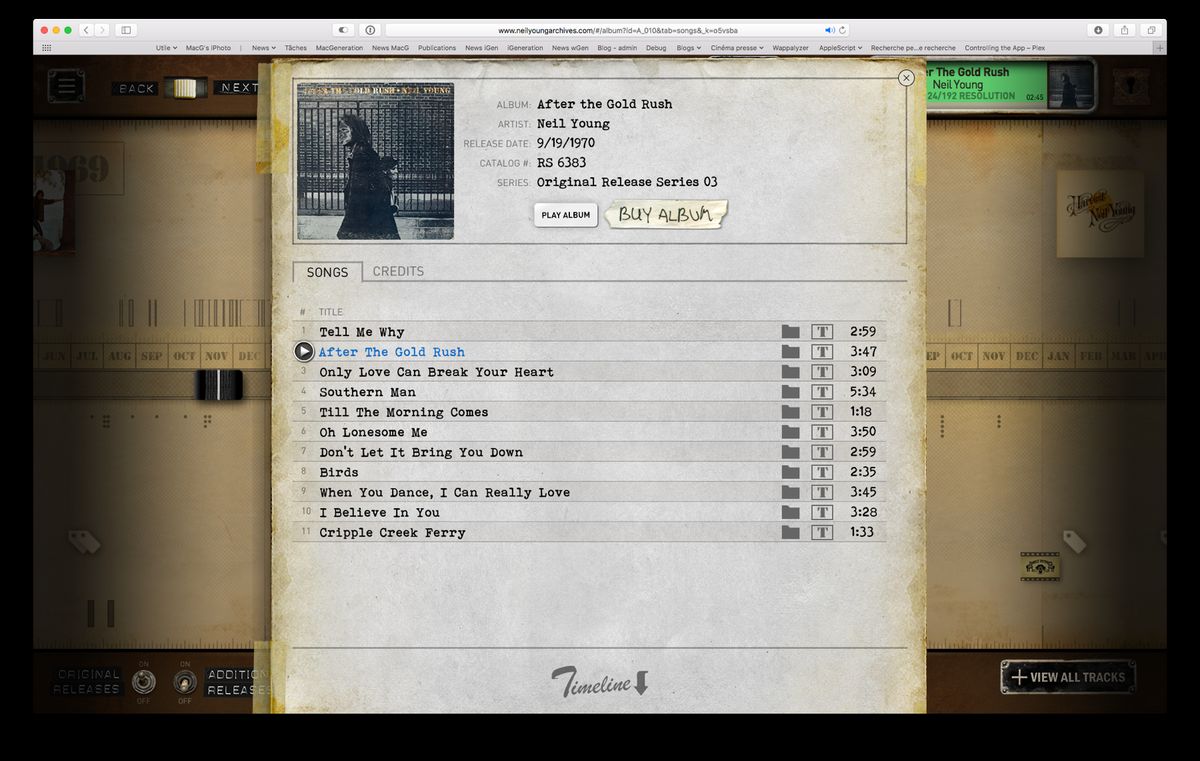 www.neilyoungarchives.com/#/album?id=A_010&tab=songs&_k=o5vsba
Utile MacG's iPhoto News Tâches MacGeneration News MacG Publications News iGen iGeneration News wGen Blog - admin Debug Blogs Cinéma presse Wappalyzer AppleScript Recherche pe...e recherche Controlling the App – Plex
BACK NEXT
er The Gold Rush
Neil Young
24/192 RESOLUTION 02:45
69
AFTER THE GOLD RUSH • NEIL YOUNG
ALBUM: After the Gold Rush
ARTIST: Neil Young
RELEASE DATE: 9/19/1970
CATALOG #: RS 6383
SERIES: Original Release Series 03
PLAY ALBUM BUY ALBUM
Harvest
Neil Young
SONGS CREDITS
# TITLE
1 Tell Me Why T 2:59
After The Gold Rush T 3:47
3 Only Love Can Break Your Heart T 3:09
4 Southern Man T 5:34
5 Till The Morning Comes T 1:18
6 Oh Lonesome Me T 3:50
7 Don't Let It Bring You Down T 2:59
8 Birds T 2:35
9 When You Dance, I Can Really Love T 3:45
10 I Believe In You T 3:28
11 Cripple Creek Ferry T 1:33
JUN JUL AUG SEP OCT NOV DEC
EP OCT NOV DEC JAN FEB MAR APR
ORIGINAL RELEASES ON OFF
ON OFF ADDITIO RELEASES
Timeline
VIEW ALL TRACKS